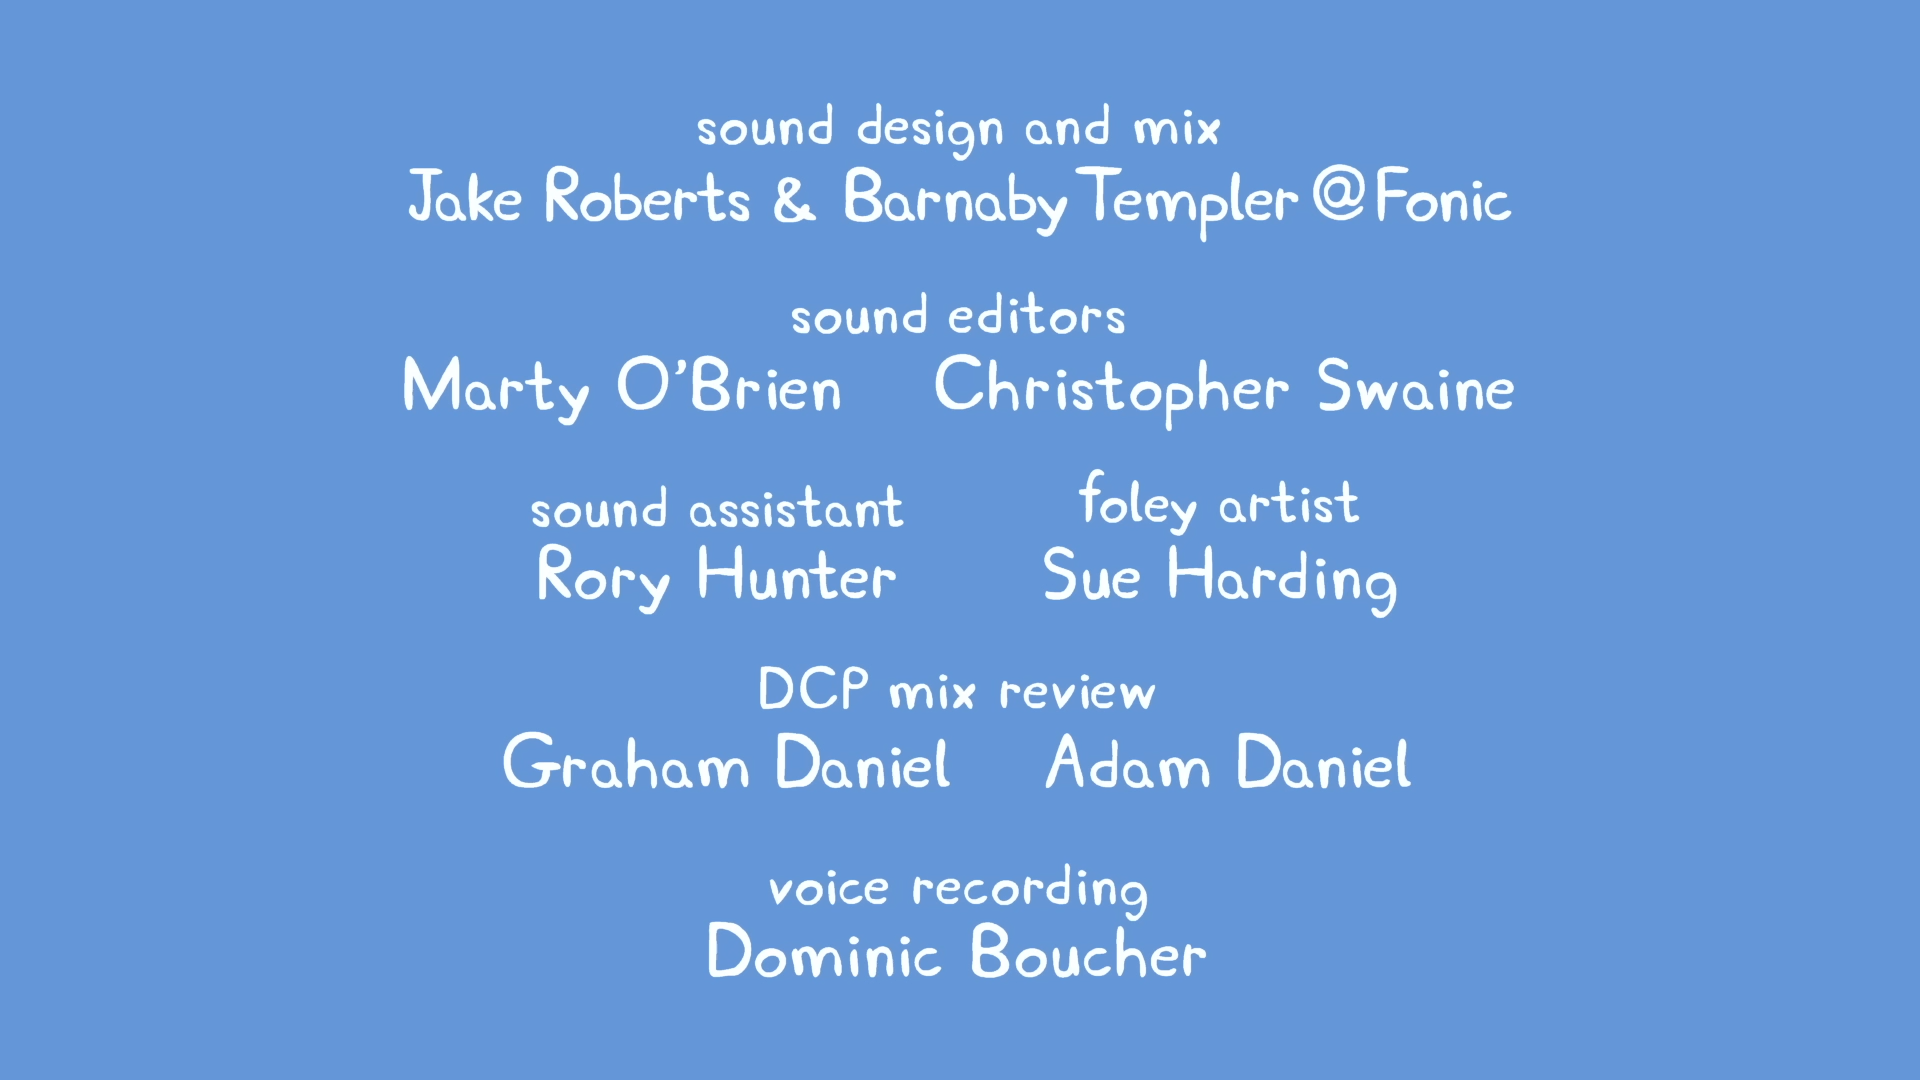 sound design and mix
Jake Roberts & Barnaby Templer @ Fonic
sound editors
Marty O'Brien Christopher Swaine
sound assistant foley artist
Rory Hunter Sue Harding
DCP mix review
Graham Daniel Adam Daniel
voice recording
Dominic Boucher